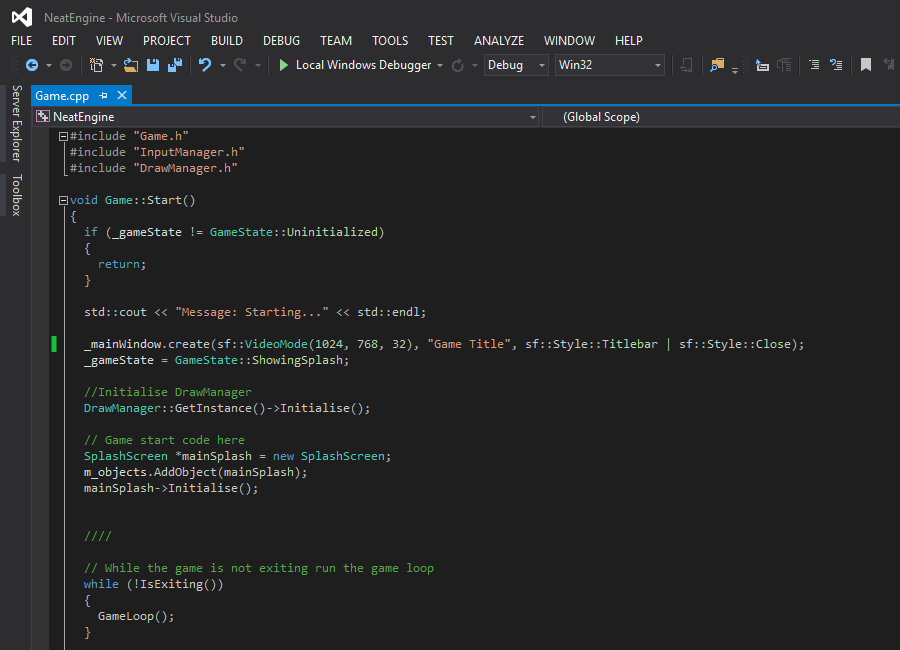 NeatEngine - Microsoft Visual Studio
FILE EDIT VIEW PROJECT BUILD DEBUG TEAM TOOLS TEST ANALYZE WINDOW HELP
Local Windows Debugger Debug Win32
Server Explorer
Toolbox
Game.cpp
NeatEngine (Global Scope)
#include "Game.h"
#include "InputManager.h"
#include "DrawManager.h"
void Game::Start()
{
if (_gameState != GameState::Uninitialized)
{
return;
}
std::cout << "Message: Starting..." << std::endl;
_mainWindow.create(sf::VideoMode(1024, 768, 32), "Game Title", sf::Style::Titlebar | sf::Style::Close);
_gameState = GameState::ShowingSplash;
//Initialise DrawManager
DrawManager::GetInstance()->Initialise();
// Game start code here
SplashScreen *mainSplash = new SplashScreen;
m_objects.AddObject(mainSplash);
mainSplash->Initialise();
////
// While the game is not exiting run the game loop
while (!IsExiting())
{
GameLoop();
}